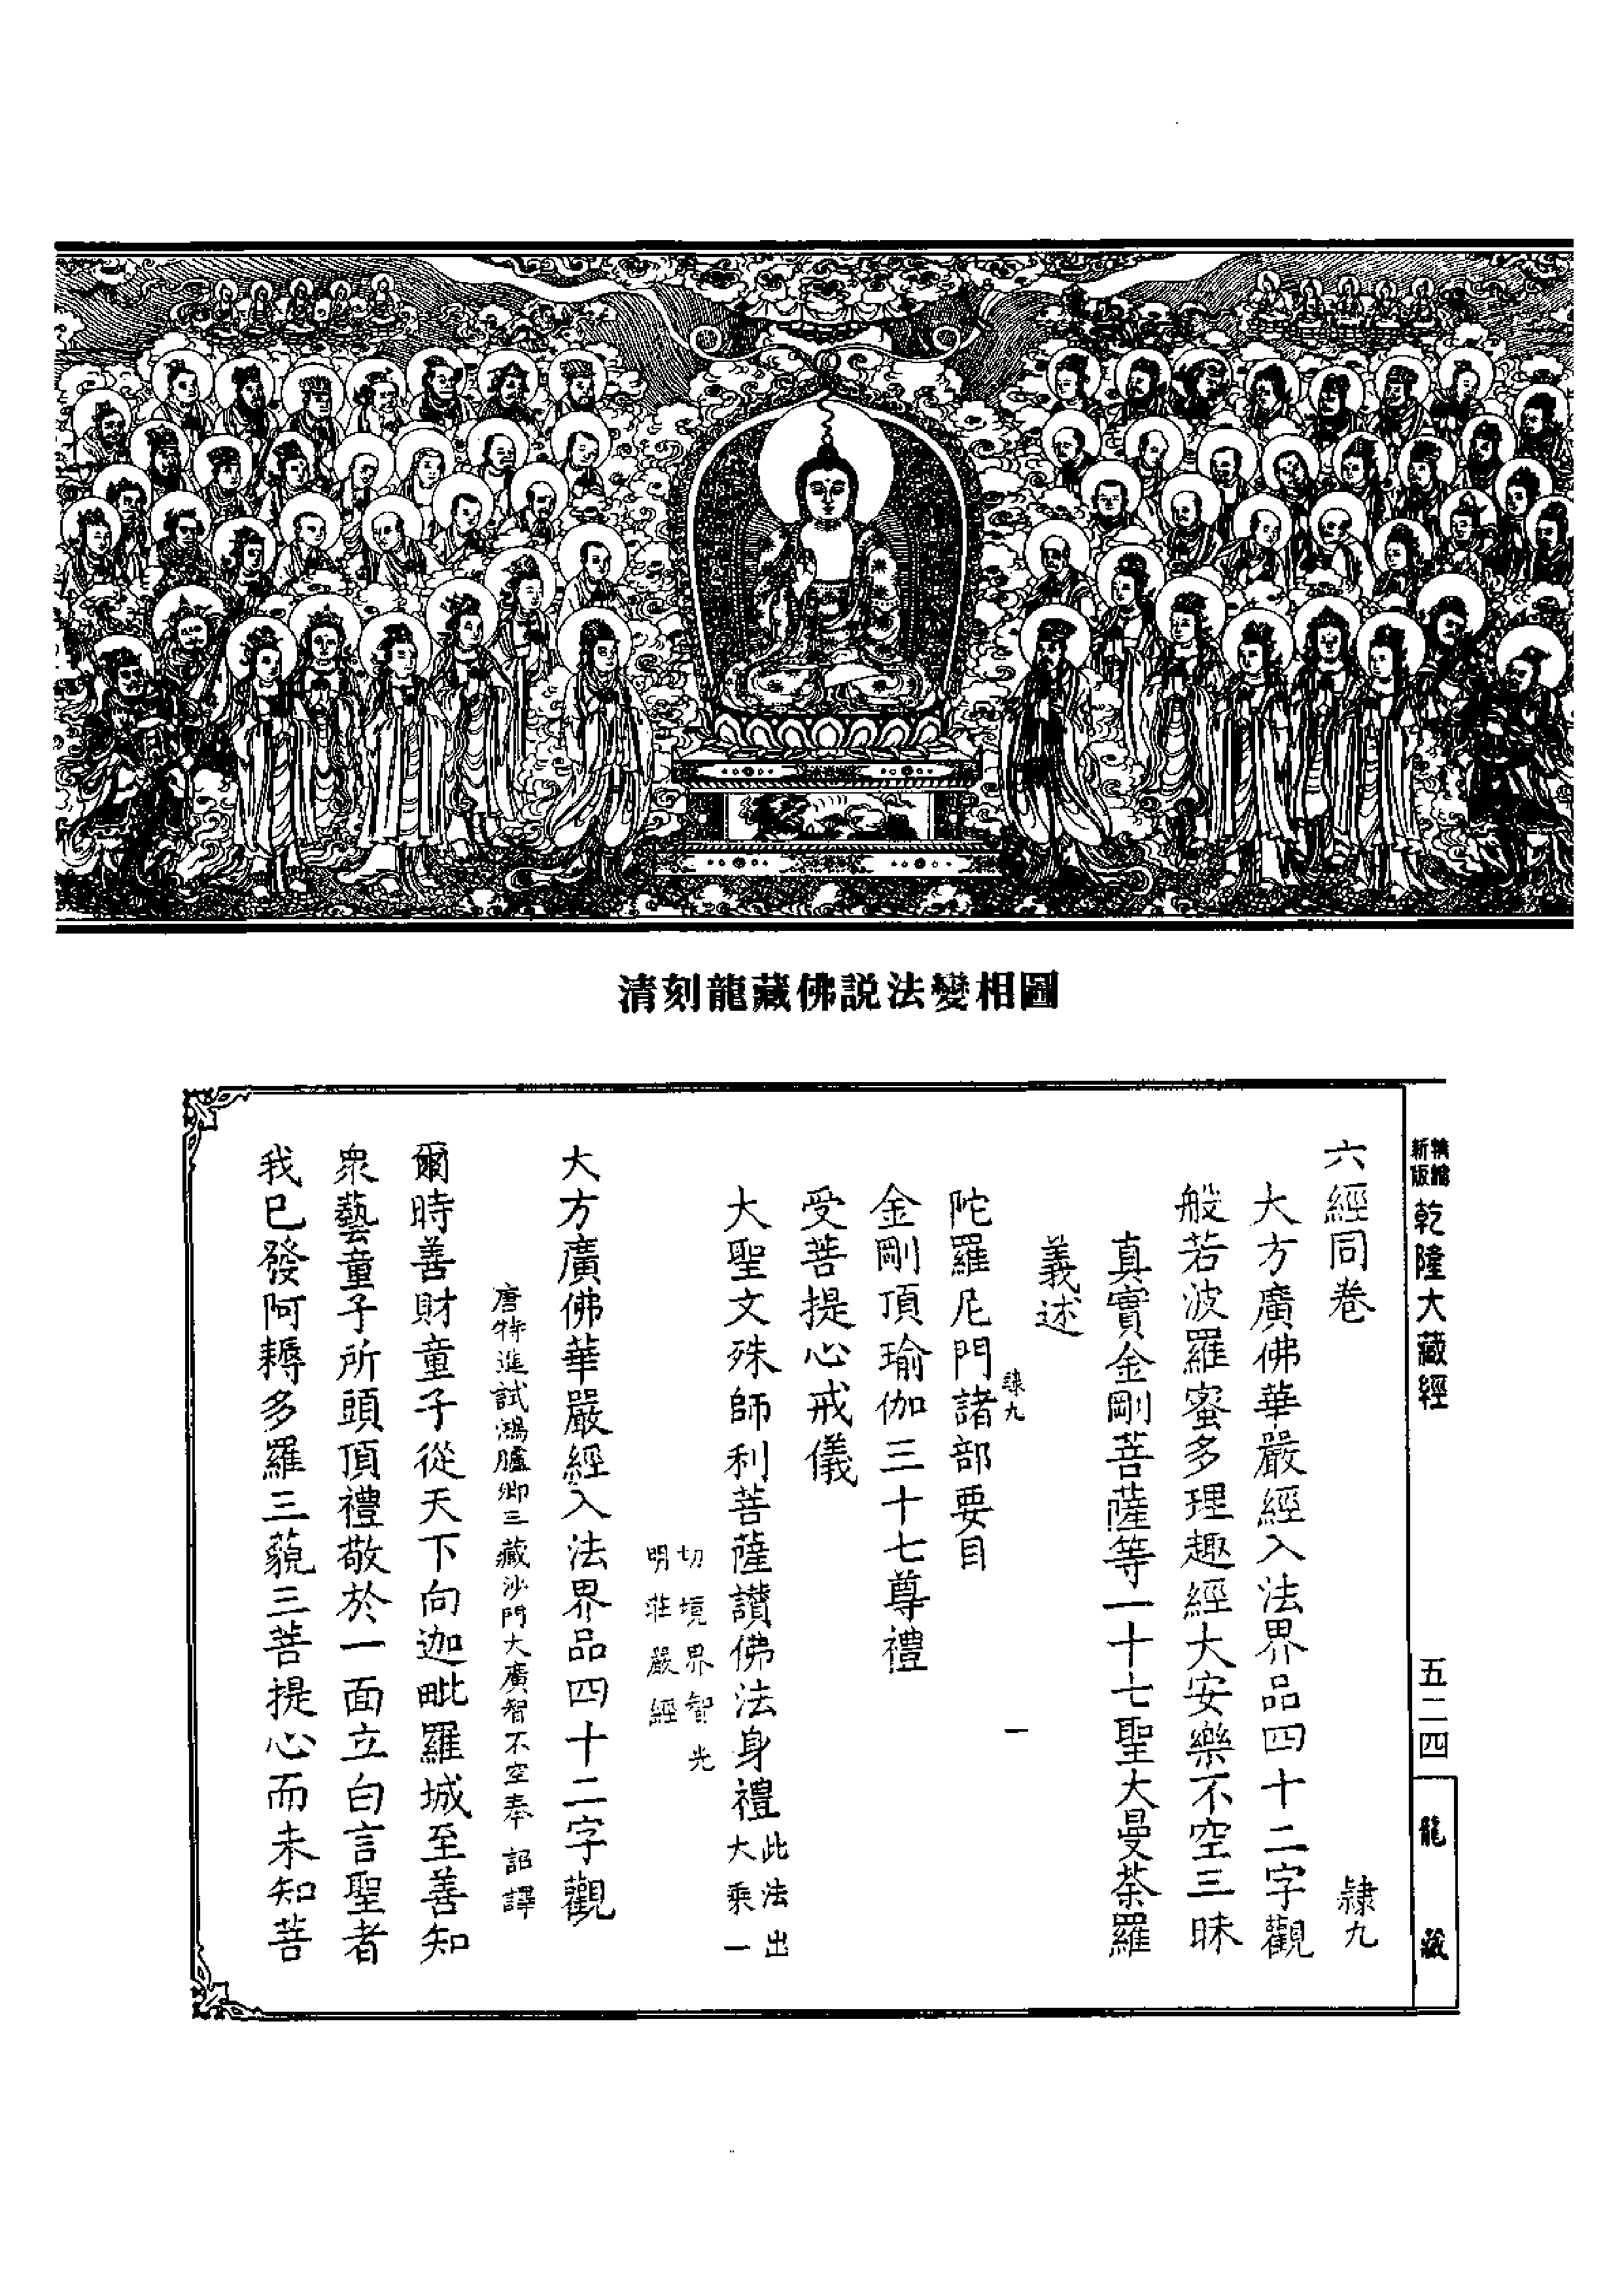 清刻龍藏佛説法變相圖
新版
精縮
乾隆大藏經
五二四
龍藏
六經同卷
隸九
大方廣佛華嚴經入法界品四十二字觀
般若波羅蜜多理趣經大安樂不空三昧
真實金剛菩薩等一十七聖大曼荼羅
義述
隸九
一
陀羅尼門諸部要目
金剛頂瑜伽三十七尊禮
受菩提心戒儀
大聖文殊師利菩薩讚佛法身禮
此法出
大乘一
切境界智光
明莊嚴經
大方廣佛華嚴經入法界品四十二字觀
唐特進試鴻臚卿三藏沙門大廣智不空奉 詔譯
爾時善財童子從天下向迦毗羅城至善知
衆藝童子所頭頂禮敬於一面立白言聖者
我已發阿耨多羅三藐三菩提心而未知菩